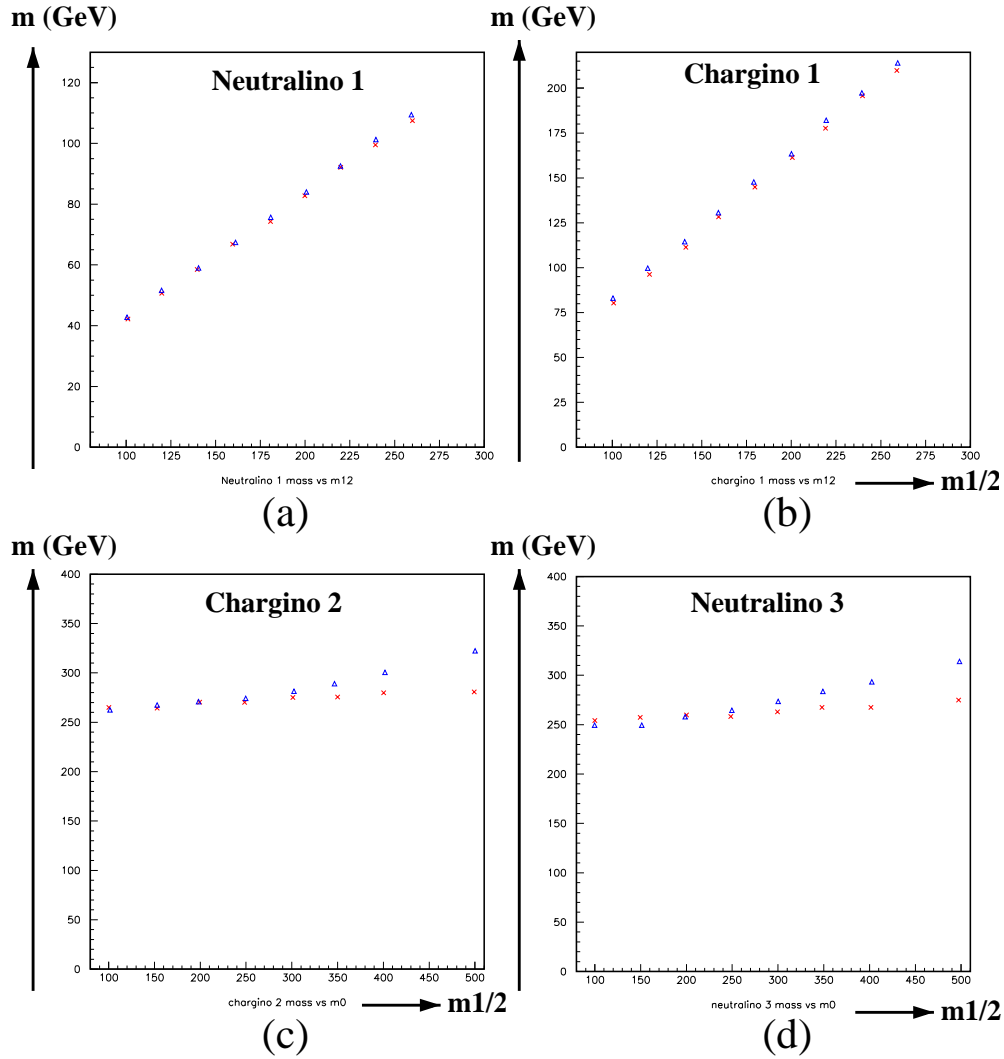 m (GeV)
m (GeV)
Neutralino 1
Chargino 1
120
100
80
60
40
20
0
200
175
150
125
100
75
50
25
0
100 125 150 175 200 225 250 275 300
100 125 150 175 200 225 250 275 300
Neutralino 1 mass vs m12
chargino 1 mass vs m12
m1/2
(a)
(b)
m (GeV)
m (GeV)
Chargino 2
Neutralino 3
400
350
300
250
200
150
100
50
0
400
350
300
250
200
150
100
50
0
100 150 200 250 300 350 400 450 500
100 150 200 250 300 350 400 450 500
chargino 2 mass vs m0
m1/2
neutralino 3 mass vs m0
m1/2
(c)
(d)